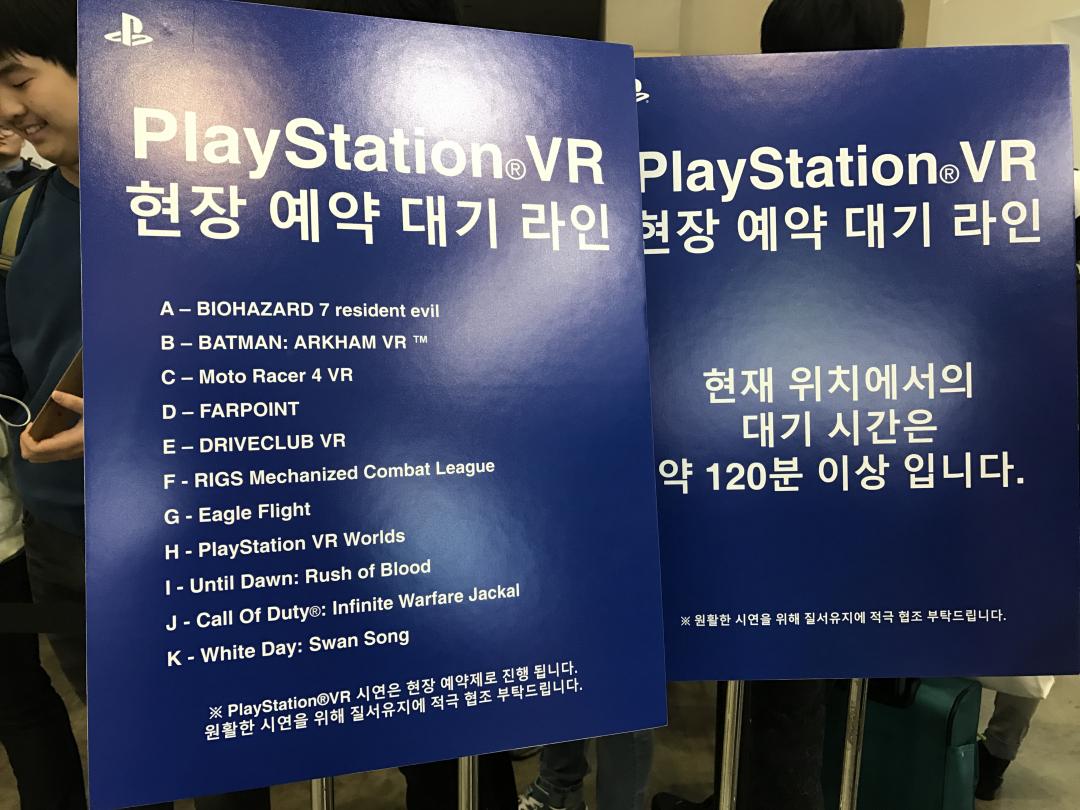 PlayStation®VR
현장 예약 대기 라인
A – BIOHAZARD 7 resident evil
B – BATMAN: ARKHAM VR ™
C – Moto Racer 4 VR
D – FARPOINT
E – DRIVECLUB VR
F - RIGS Mechanized Combat League
G - Eagle Flight
H - PlayStation VR Worlds
I - Until Dawn: Rush of Blood
J - Call Of Duty®: Infinite Warfare Jackal
K - White Day: Swan Song
※ PlayStation®VR 시연은 현장 예약제로 진행 됩니다.
원활한 시연을 위해 질서유지에 적극 협조 부탁드립니다.
PlayStation®VR
현장 예약 대기 라인
현재 위치에서의
대기 시간은
약 120분 이상 입니다.
※ 원활한 시연을 위해 질서유지에 적극 협조 부탁드립니다.